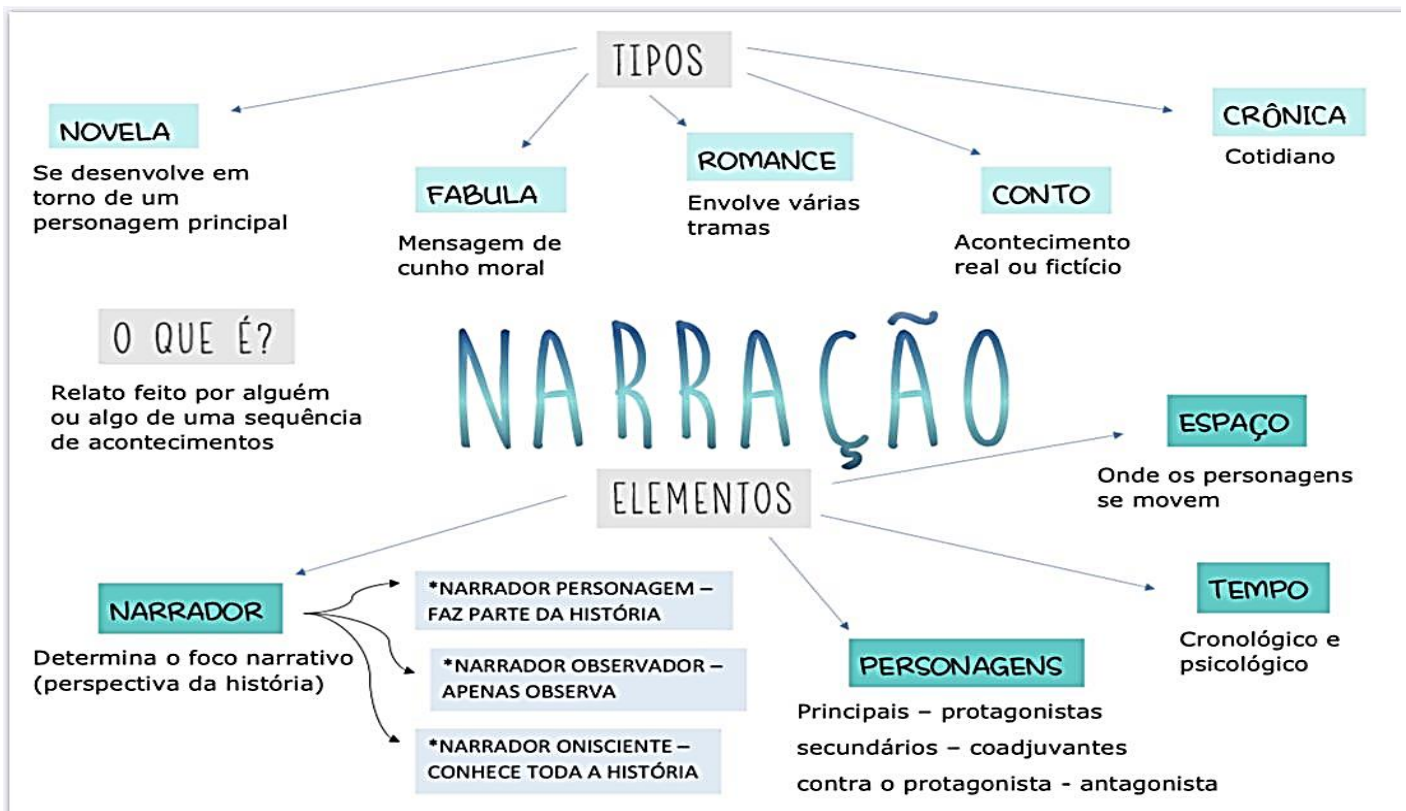 TIPOS
NOVELA
Se desenvolve em
torno de um
personagem principal
FABULA
Mensagem de
cunho moral
ROMANCE
Envolve várias
tramas
CONTO
Acontecimento
real ou fictício
CRÔNICA
Cotidiano
O QUE É?
Relato feito por alguém
ou algo de uma sequência
de acontecimentos
NARRAÇÃO
ELEMENTOS
NARRADOR
Determina o foco narrativo
(perspectiva da história)
*NARRADOR PERSONAGEM –
FAZ PARTE DA HISTÓRIA
*NARRADOR OBSERVADOR –
APENAS OBSERVA
*NARRADOR ONISCIENTE –
CONHECE TODA A HISTÓRIA
PERSONAGENS
Principais – protagonistas
secundários – coadjuvantes
contra o protagonista - antagonista
TEMPO
Cronológico e
psicológico
ESPAÇO
Onde os personagens
se movem